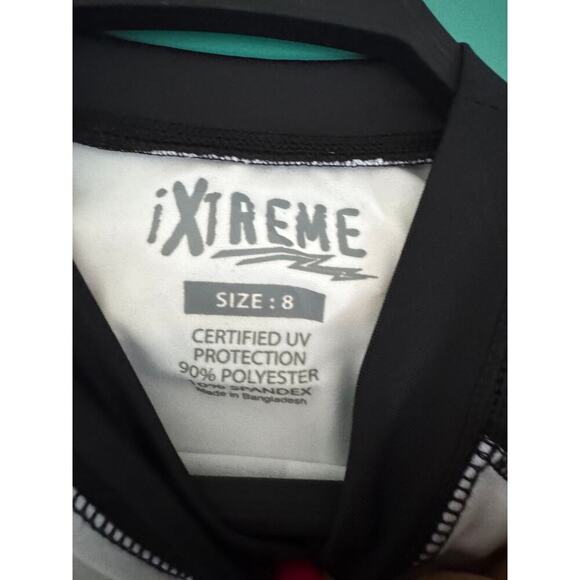 iXTREME
SIZE : 8
CERTIFIED UV
PROTECTION
90% POLYESTER
10% SPANDEX
Made in Bangladesh